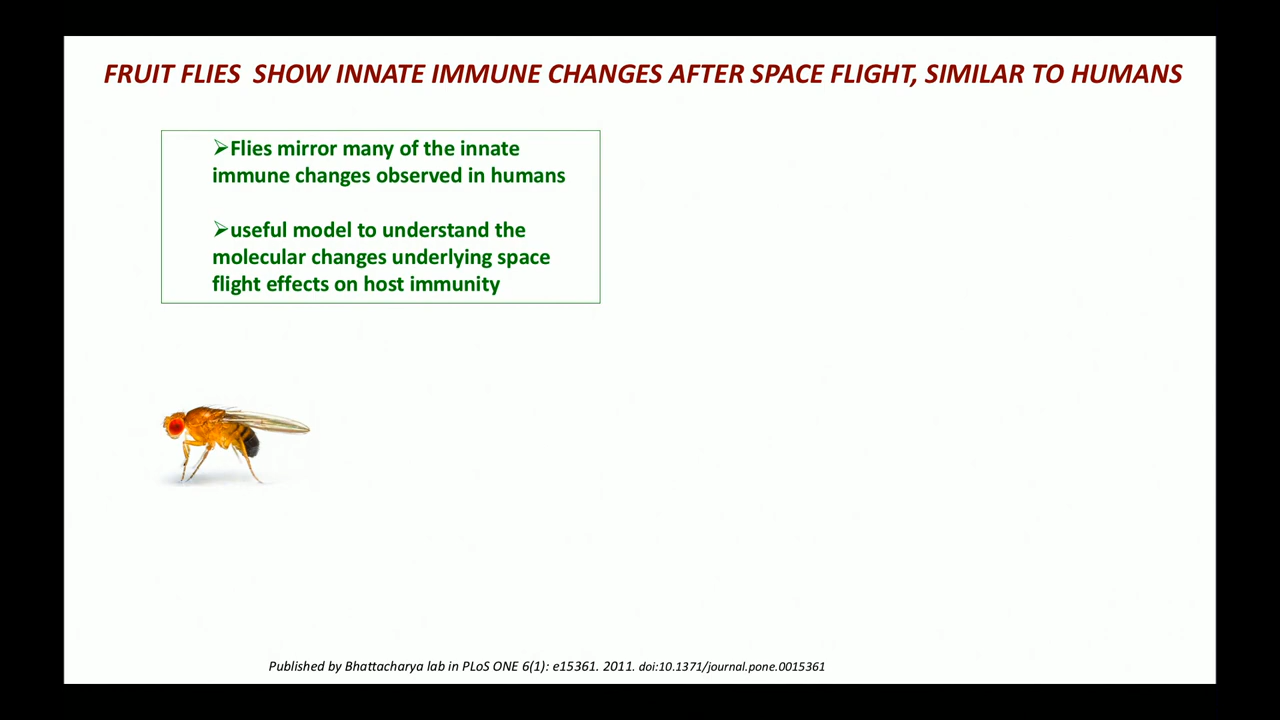 FRUIT FLIES SHOW INNATE IMMUNE CHANGES AFTER SPACE FLIGHT, SIMILAR TO HUMANS
➢Flies mirror many of the innate
immune changes observed in humans
➢useful model to understand the
molecular changes underlying space
flight effects on host immunity
Published by Bhattacharya lab in PLoS ONE 6(1): e15361. 2011. doi:10.1371/journal.pone.0015361